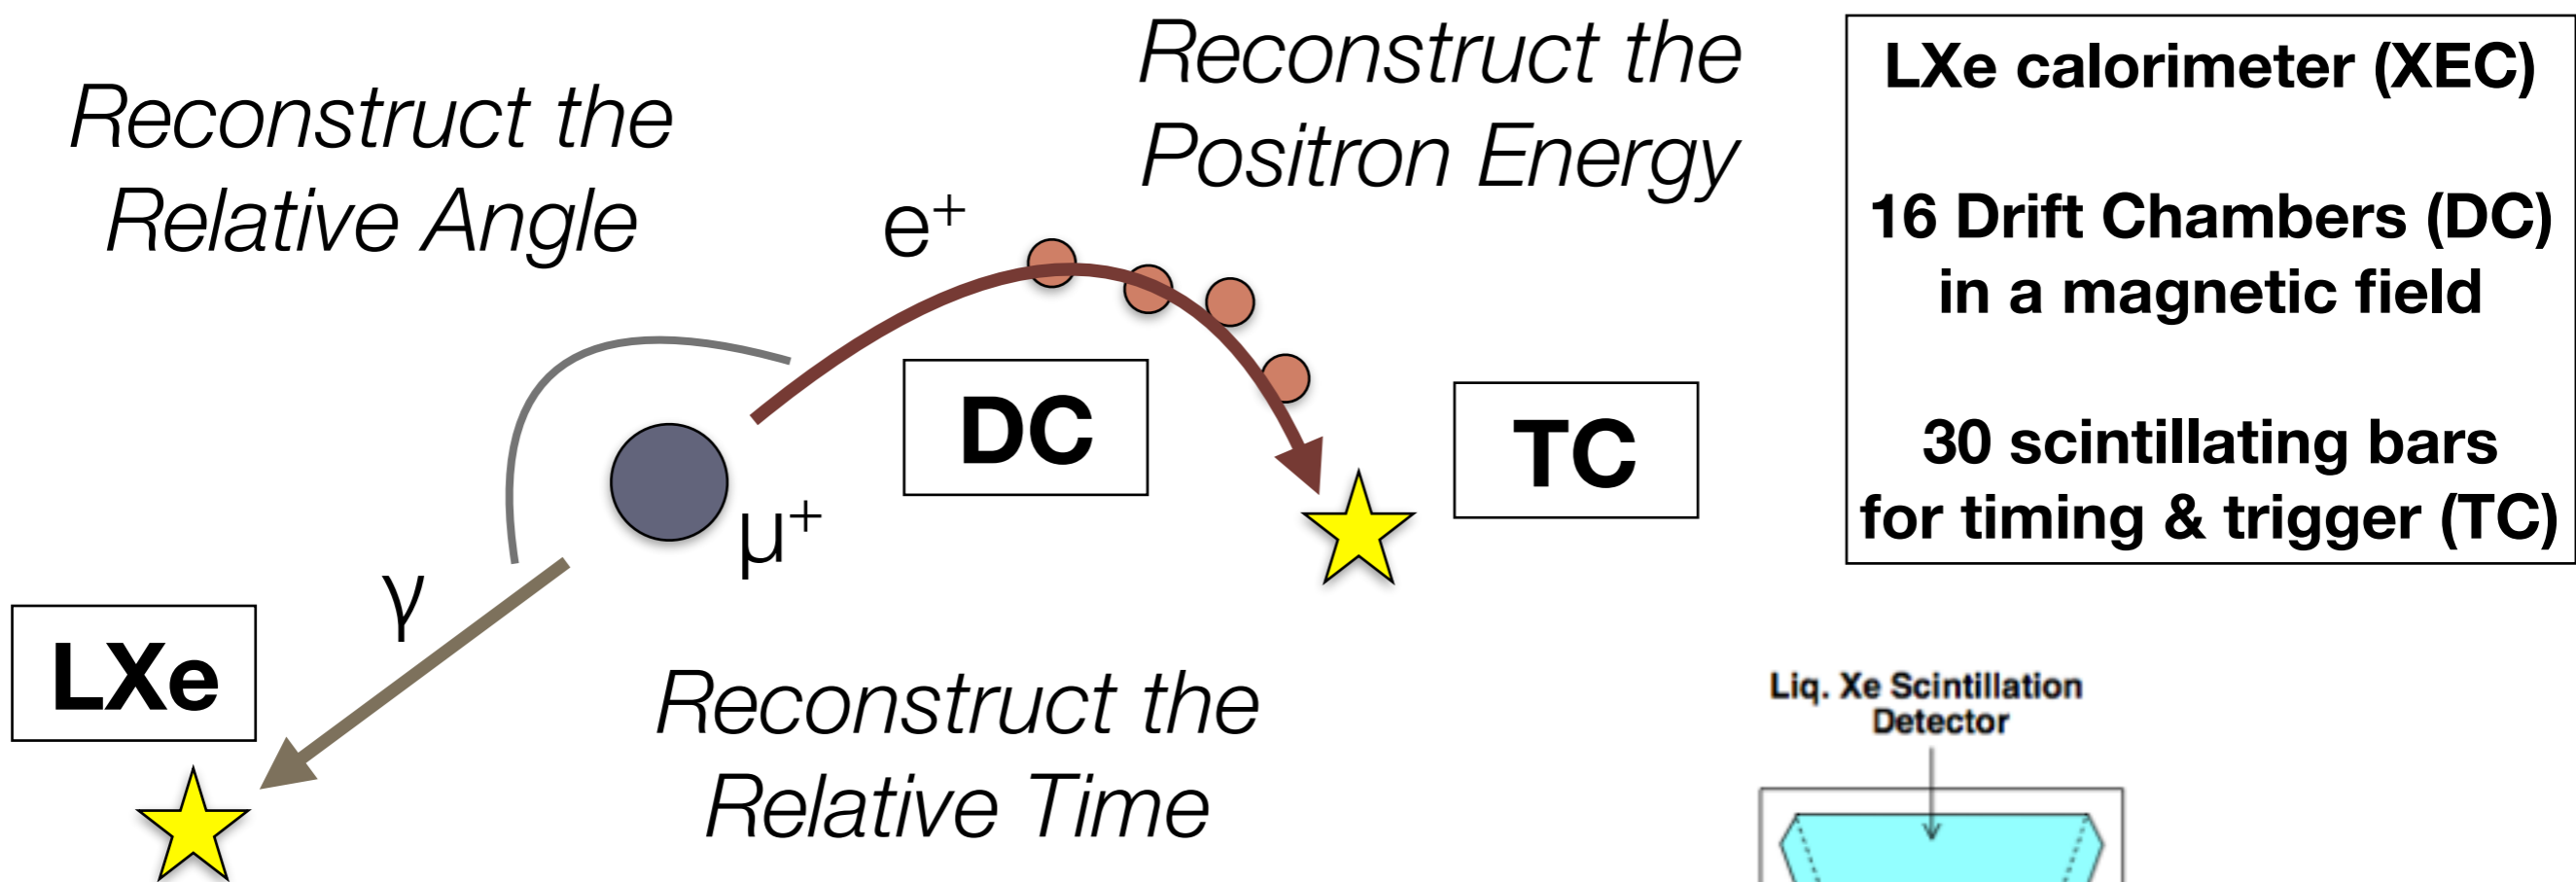 Reconstruct the
Relative Angle
Reconstruct the
Positron Energy
LXe calorimeter (XEC)
16 Drift Chambers (DC)
in a magnetic field
30 scintillating bars
for timing & trigger (TC)
e+
DC
TC
μ+
γ
LXe
Reconstruct the
Relative Time
Liq. Xe Scintillation
Detector